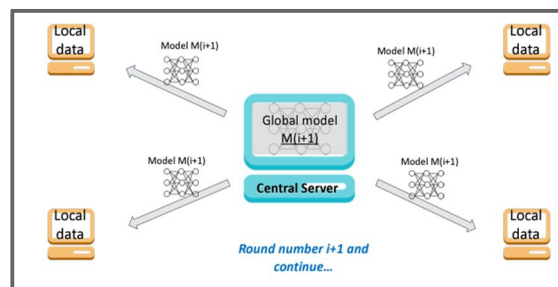 Local
data
Model M(i+1)
Model M(i+1)
Local
data
Global model
M(i+1)
Model M(i+1)
Model M(i+1)
Central Server
Local
data
Local
data
Round number i+1 and
continue…